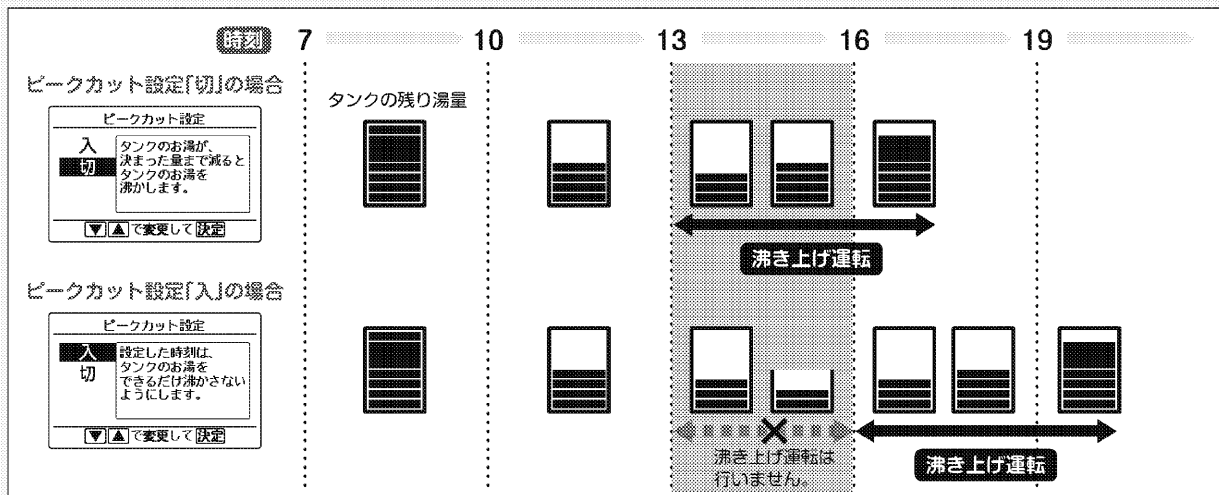 時刻 7 10 13 16 19
ピークカット設定「切」の場合
タンクの残り湯量
ピークカット設定
入
切
タンクのお湯が、
決まった量まで減ると
タンクのお湯を
沸かします。
▼▲で変更して決定
沸き上げ運転
ピークカット設定「入」の場合
ピークカット設定
入
切
設定した時刻は、
タンクのお湯を
できるだけ沸かさない
ようにします。
▼▲で変更して決定
沸き上げ運転は
行いません。
沸き上げ運転